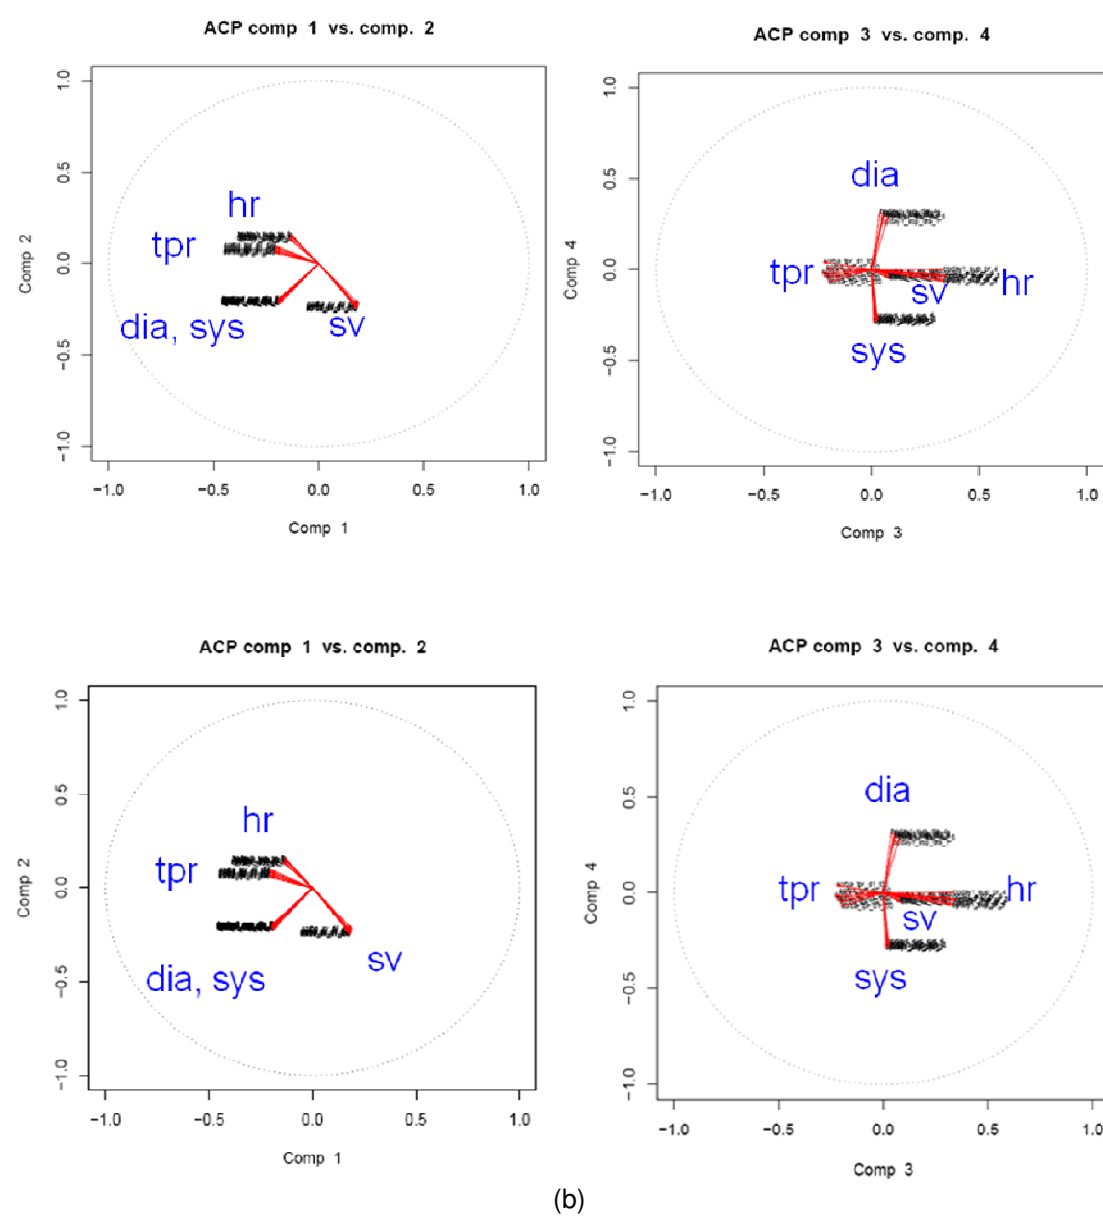 ACP comp 1 vs. comp. 2
1.0
0.5
0.0
−0.5
−1.0
Comp 2
hr
tpr
dia, sys
sv
−1.0 −0.5 0.0 0.5 1.0
Comp 1
ACP comp 3 vs. comp. 4
1.0
0.5
0.0
−0.5
−1.0
Comp 4
dia
tpr
sv
hr
sys
−1.0 −0.5 0.0 0.5 1.0
Comp 3
ACP comp 1 vs. comp. 2
1.0
0.5
0.0
−0.5
−1.0
Comp 2
hr
tpr
dia, sys
sv
−1.0 −0.5 0.0 0.5 1.0
Comp 1
ACP comp 3 vs. comp. 4
1.0
0.5
0.0
−0.5
−1.0
Comp 4
dia
tpr
hr
sv
sys
−1.0 −0.5 0.0 0.5 1.0
Comp 3
(b)